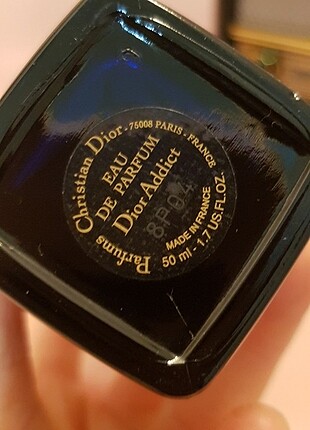 Parfums Christian Dior-75008 PARIS - FRANCE
EAU
DE PARFUM
Dior Addict
8P04
MADE IN FRANCE
50 ml - 1.7 US.FL.OZ.